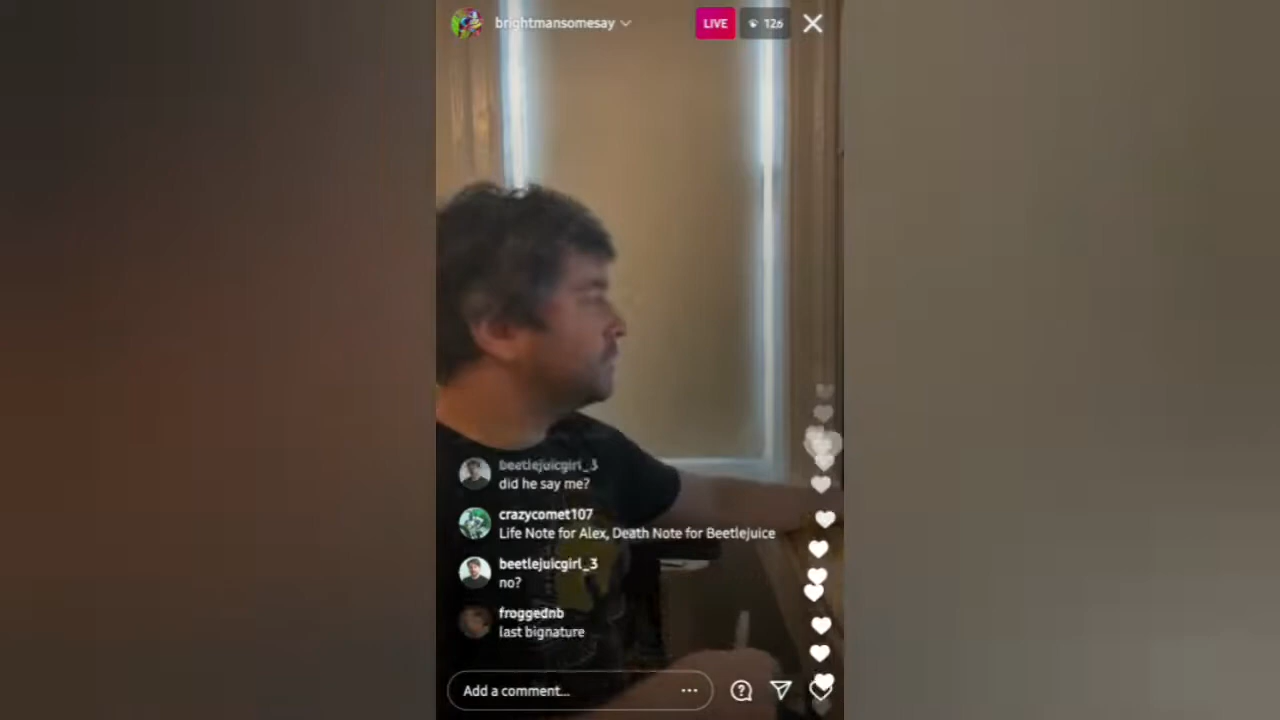 brightmansomesay
LIVE
126
beetlejuicgirl_3
did he say me?
crazycomet107
Life Note for Alex, Death Note for Beetlejuice
beetlejuicgirl_3
no?
froggednb
last bignature
Add a comment...